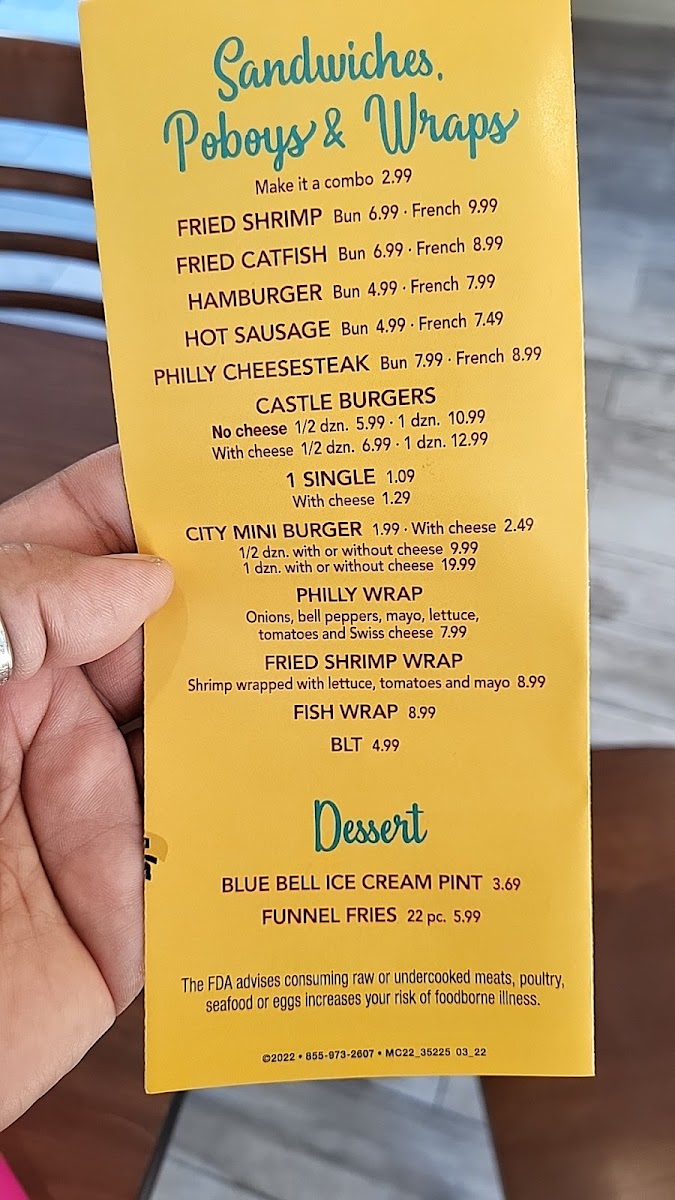 Sandwiches,
Poboys & Wraps
Make it a combo 2.99
FRIED SHRIMP Bun 6.99 · French 9.99
FRIED CATFISH Bun 6.99 · French 8.99
HAMBURGER Bun 4.99 · French 7.99
HOT SAUSAGE Bun 4.99 · French 7.49
PHILLY CHEESESTEAK Bun 7.99 · French 8.99
CASTLE BURGERS
No cheese 1/2 dzn. 5.99 · 1 dzn. 10.99
With cheese 1/2 dzn. 6.99 · 1 dzn. 12.99
1 SINGLE 1.09
With cheese 1.29
CITY MINI BURGER 1.99 · With cheese 2.49
1/2 dzn. with or without cheese 9.99
1 dzn. with or without cheese 19.99
PHILLY WRAP
Onions, bell peppers, mayo, lettuce,
tomatoes and Swiss cheese 7.99
FRIED SHRIMP WRAP
Shrimp wrapped with lettuce, tomatoes and mayo 8.99
FISH WRAP 8.99
BLT 4.99
Dessert
BLUE BELL ICE CREAM PINT 3.69
FUNNEL FRIES 22 pc. 5.99
The FDA advises consuming raw or undercooked meats, poultry,
seafood or eggs increases your risk of foodborne illness.
©2022 • 855-973-2607 • MC22_35225 03_22